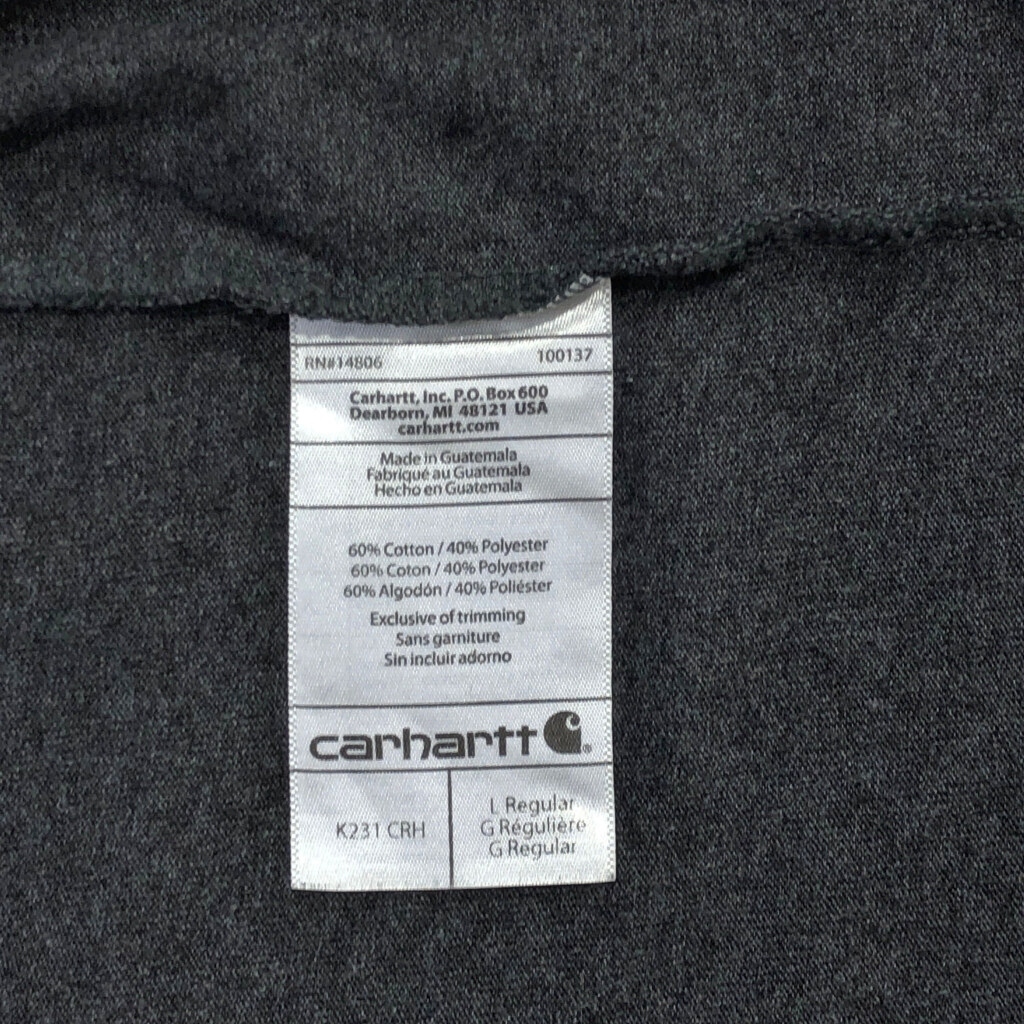 RN#14806 100137
Carhartt, Inc. P.O. Box 600
Dearborn, MI 48121 USA
carhartt.com
Made in Guatemala
Fabriqué au Guatemala
Hecho en Guatemala
60% Cotton / 40% Polyester
60% Coton / 40% Polyester
60% Algodón / 40% Poliéster
Exclusive of trimming
Sans garniture
Sin incluir adorno
carhartt ®
K231 CRH
L Regular
G Régulière
G Regular